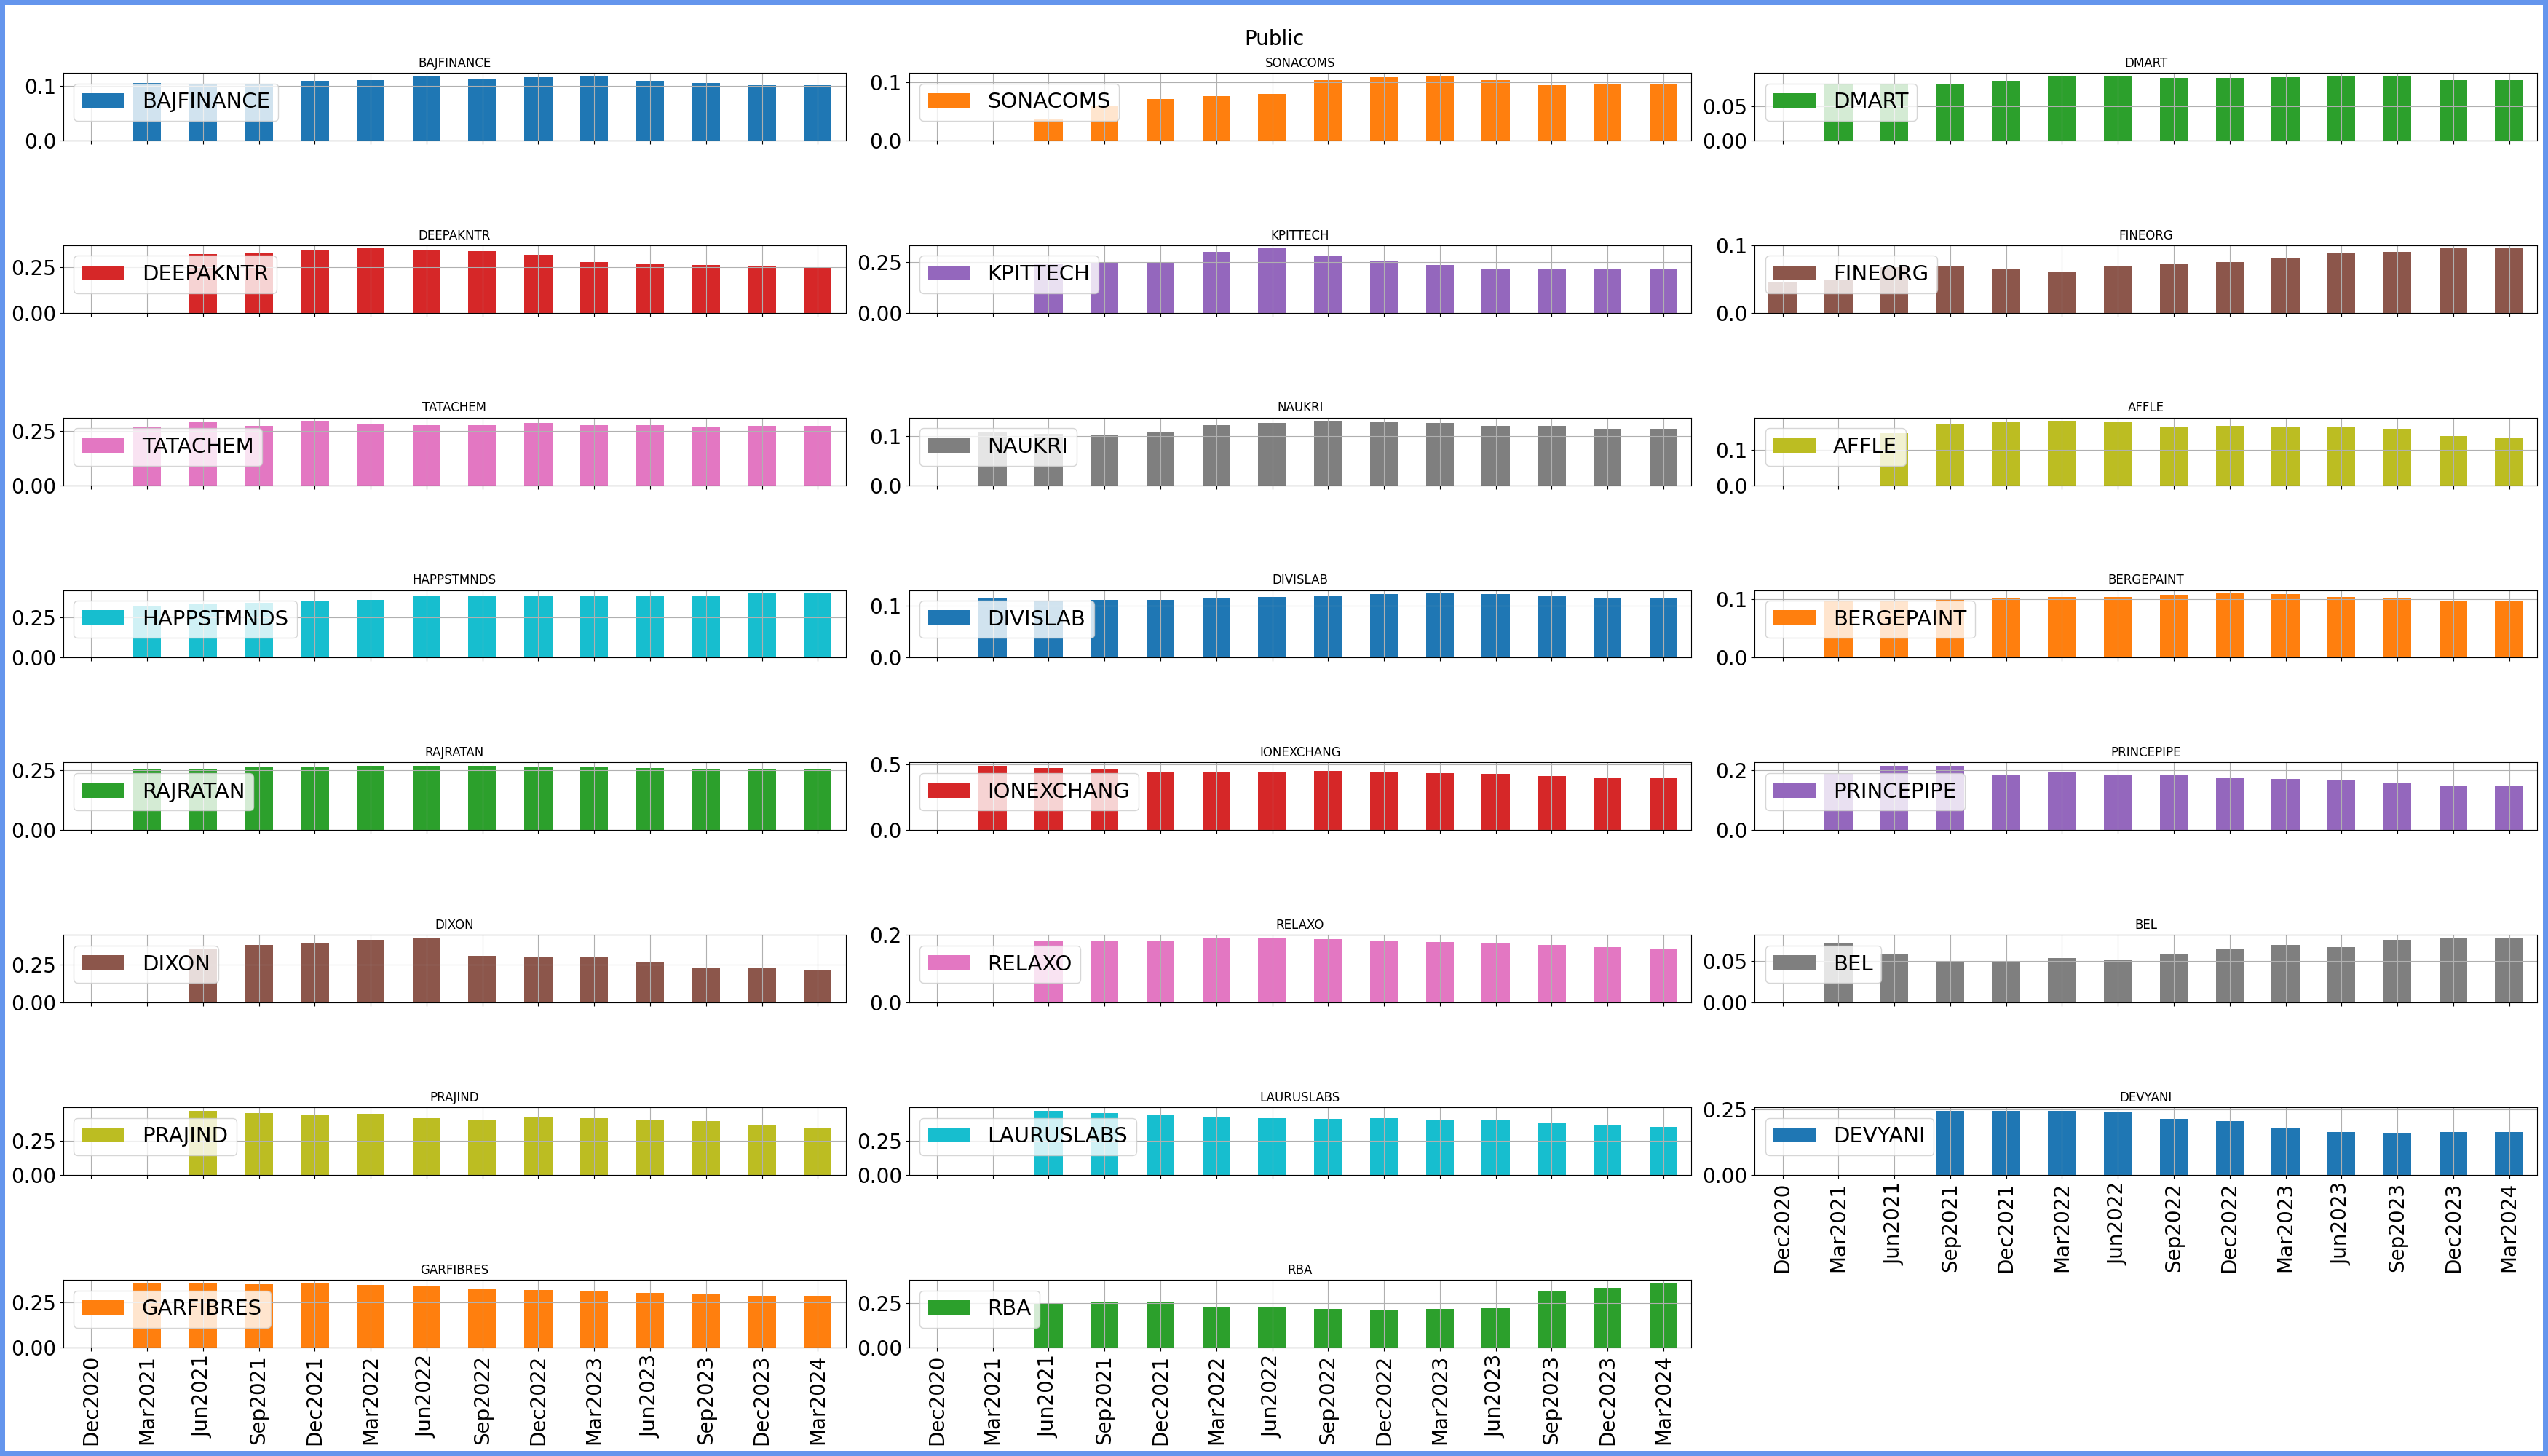 Public
BAJFINANCE
0.1
0.0
BAJFINANCE
SONACOMS
0.1
0.0
SONACOMS
DMART
0.05
0.00
DMART
DEEPAKNTR
0.25
0.00
DEEPAKNTR
KPITTECH
0.25
0.00
KPITTECH
FINEORG
0.1
0.0
FINEORG
TATACHEM
0.25
0.00
TATACHEM
NAUKRI
0.1
0.0
NAUKRI
AFFLE
0.1
0.0
AFFLE
HAPPSTMNDS
0.25
0.00
HAPPSTMNDS
DIVISLAB
0.1
0.0
DIVISLAB
BERGEPAINT
0.1
0.0
BERGEPAINT
RAJRATAN
0.25
0.00
RAJRATAN
IONEXCHANG
0.5
0.0
IONEXCHANG
PRINCEPIPE
0.2
0.0
PRINCEPIPE
DIXON
0.25
0.00
DIXON
RELAXO
0.2
0.0
RELAXO
BEL
0.05
0.00
BEL
PRAJIND
0.25
0.00
PRAJIND
LAURUSLABS
0.25
0.00
LAURUSLABS
DEVYANI
0.25
0.00
DEVYANI
Dec2020
Mar2021
Jun2021
Sep2021
Dec2021
Mar2022
Jun2022
Sep2022
Dec2022
Mar2023
Jun2023
Sep2023
Dec2023
Mar2024
GARFIBRES
0.25
0.00
GARFIBRES
Dec2020
Mar2021
Jun2021
Sep2021
Dec2021
Mar2022
Jun2022
Sep2022
Dec2022
Mar2023
Jun2023
Sep2023
Dec2023
Mar2024
RBA
0.25
0.00
RBA
Dec2020
Mar2021
Jun2021
Sep2021
Dec2021
Mar2022
Jun2022
Sep2022
Dec2022
Mar2023
Jun2023
Sep2023
Dec2023
Mar2024